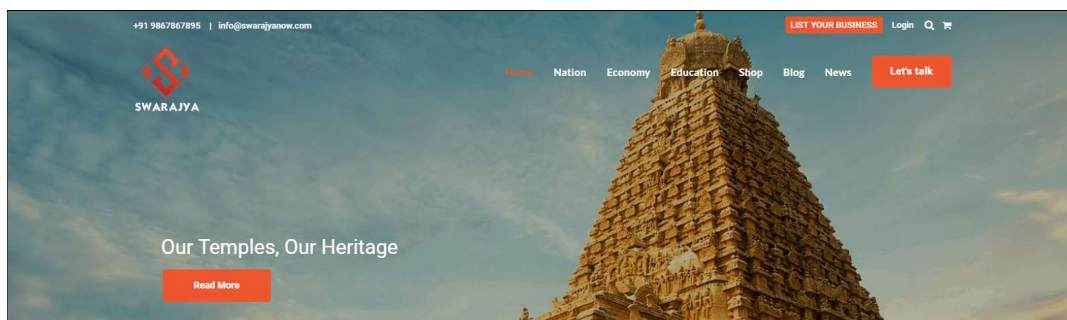 +91 9867867895 | info@swarajyanow.com
LIST YOUR BUSINESS Login
SWARAJYA
Home Nation Economy Education Shop Blog News Let's talk
Our Temples, Our Heritage
Read More